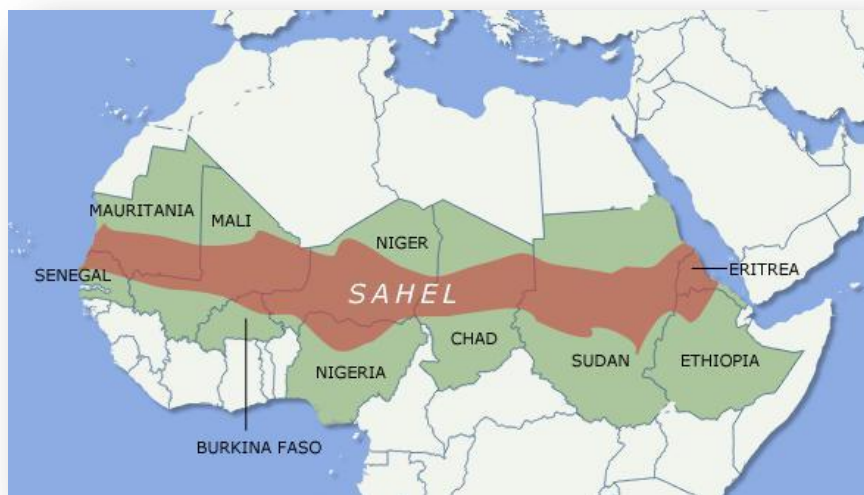 MAURITANIA
MALI
NIGER
SENEGAL
ERITREA
SAHEL
CHAD
SUDAN
ETHIOPIA
NIGERIA
BURKINA FASO